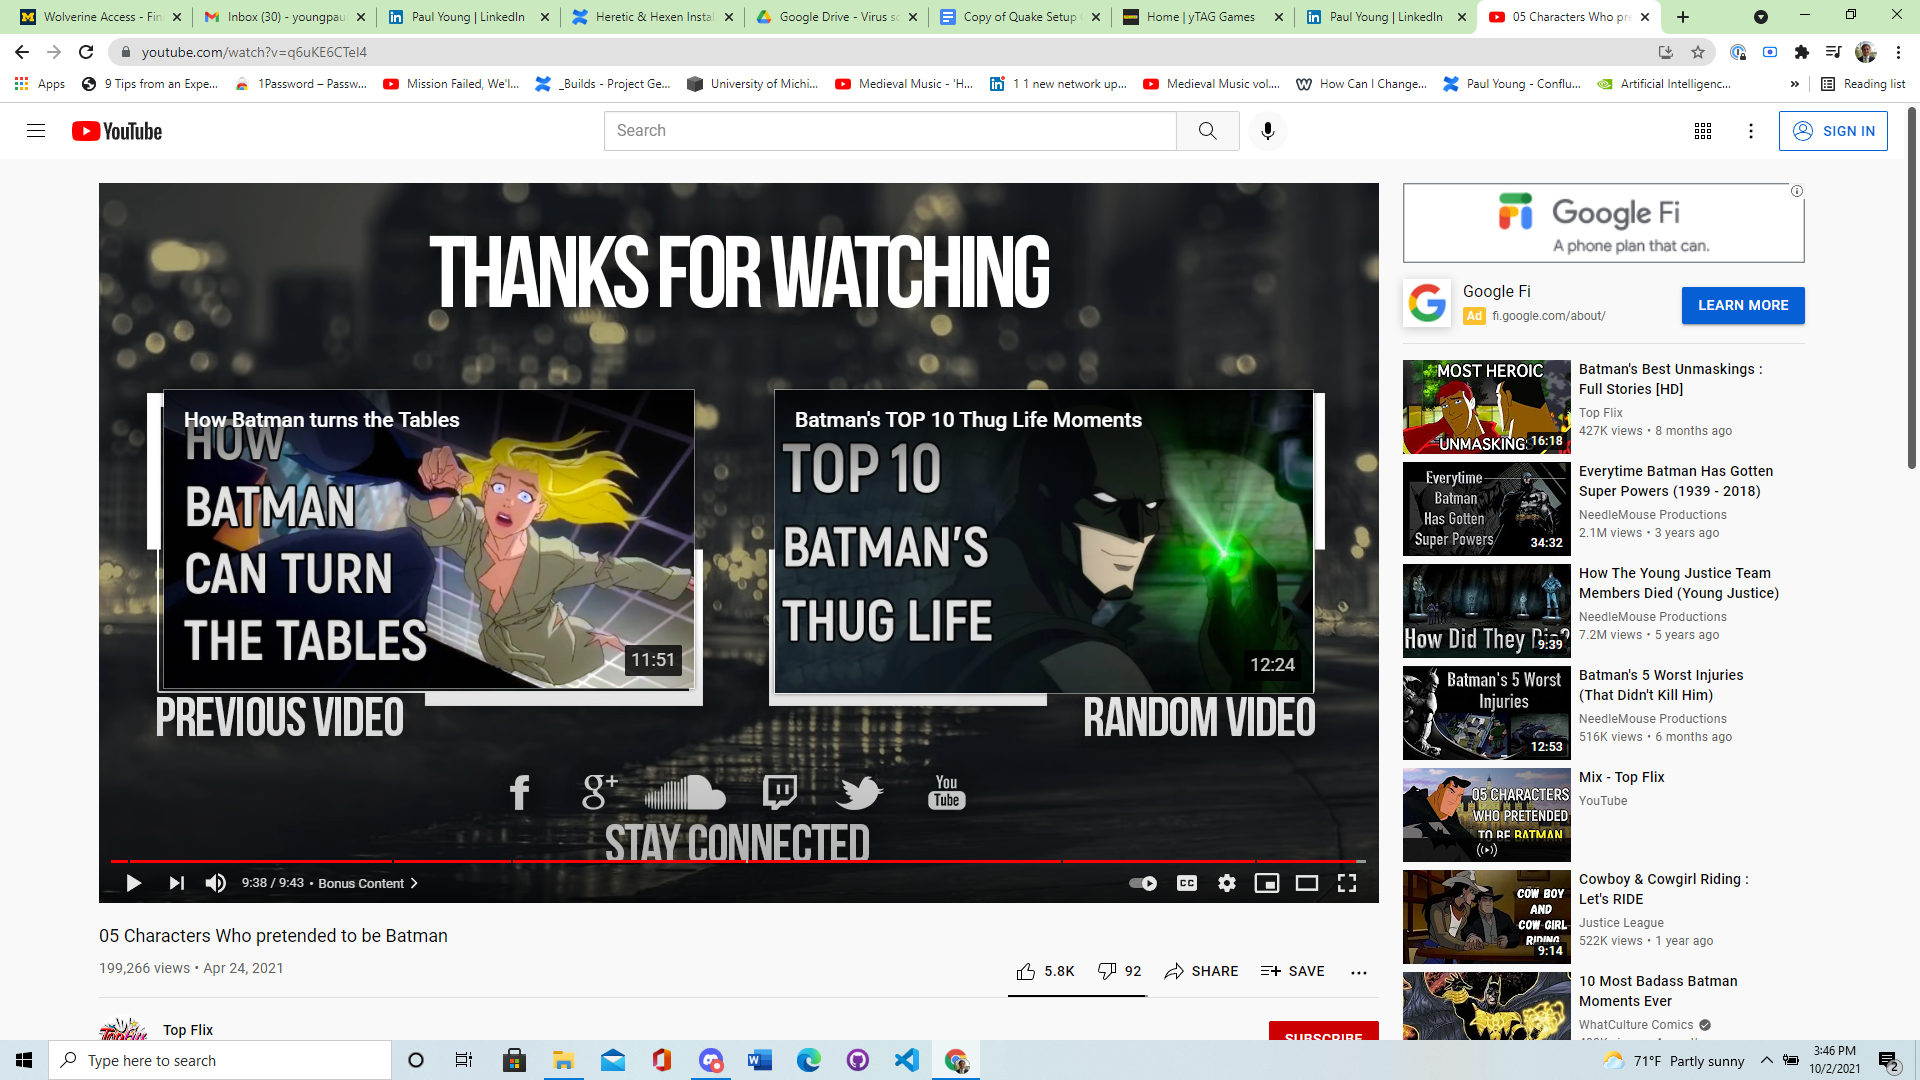 Wolverine Access - Fin
Inbox (30) - youngpau
Paul Young | LinkedIn
Heretic & Hexen Instal
Google Drive - Virus sc
Copy of Quake Setup
Home | yTAG Games
Paul Young | LinkedIn
05 Characters Who pre
youtube.com/watch?v=q6uKE6CTeI4
Apps
9 Tips from an Expe...
1Password – Passw...
Mission Failed, We'l...
_Builds - Project Ge...
University of Michi...
Medieval Music - 'H...
1 1 new network up...
Medieval Music vol....
How Can I Change...
Paul Young - Conflu...
Artificial Intelligenc...
»
Reading list
YouTube
Search
SIGN IN
THANKS FOR WATCHING
How Batman turns the Tables
HOW
BATMAN
CAN TURN
THE TABLES
11:51
PREVIOUS VIDEO
Batman's TOP 10 Thug Life Moments
TOP 10
BATMAN'S
THUG LIFE
12:24
RANDOM VIDEO
f g+ You Tube
STAY CONNECTED
9:38 / 9:43 • Bonus Content
CC
05 Characters Who pretended to be Batman
199,266 views • Apr 24, 2021
5.8K
92
SHARE
SAVE
Top Flix
SUBSCRIBE
Google Fi
A phone plan that can.
Google Fi
Ad fi.google.com/about/
LEARN MORE
MOST HEROIC
UNMASKINGS
16:18
Batman's Best Unmaskings :
Full Stories [HD]
Top Flix
427K views • 8 months ago
Everytime
Batman
Has Gotten
Super Powers
34:32
Everytime Batman Has Gotten
Super Powers (1939 - 2018)
NeedleMouse Productions
2.1M views • 3 years ago
How Did They Die?
9:39
How The Young Justice Team
Members Died (Young Justice)
NeedleMouse Productions
7.2M views • 5 years ago
Batman's 5 Worst
Injuries
12:53
Batman's 5 Worst Injuries
(That Didn't Kill Him)
NeedleMouse Productions
516K views • 6 months ago
05 CHARACTERS
WHO PRETENDED
TO BE BATMAN
Mix - Top Flix
YouTube
COW BOY
AND
COW GIRL
RIDING
9:14
Cowboy & Cowgirl Riding :
Let's RIDE
Justice League
522K views • 1 year ago
10 Most Badass Batman
Moments Ever
WhatCulture Comics
Type here to search
71°F Partly sunny
3:46 PM
10/2/2021
2